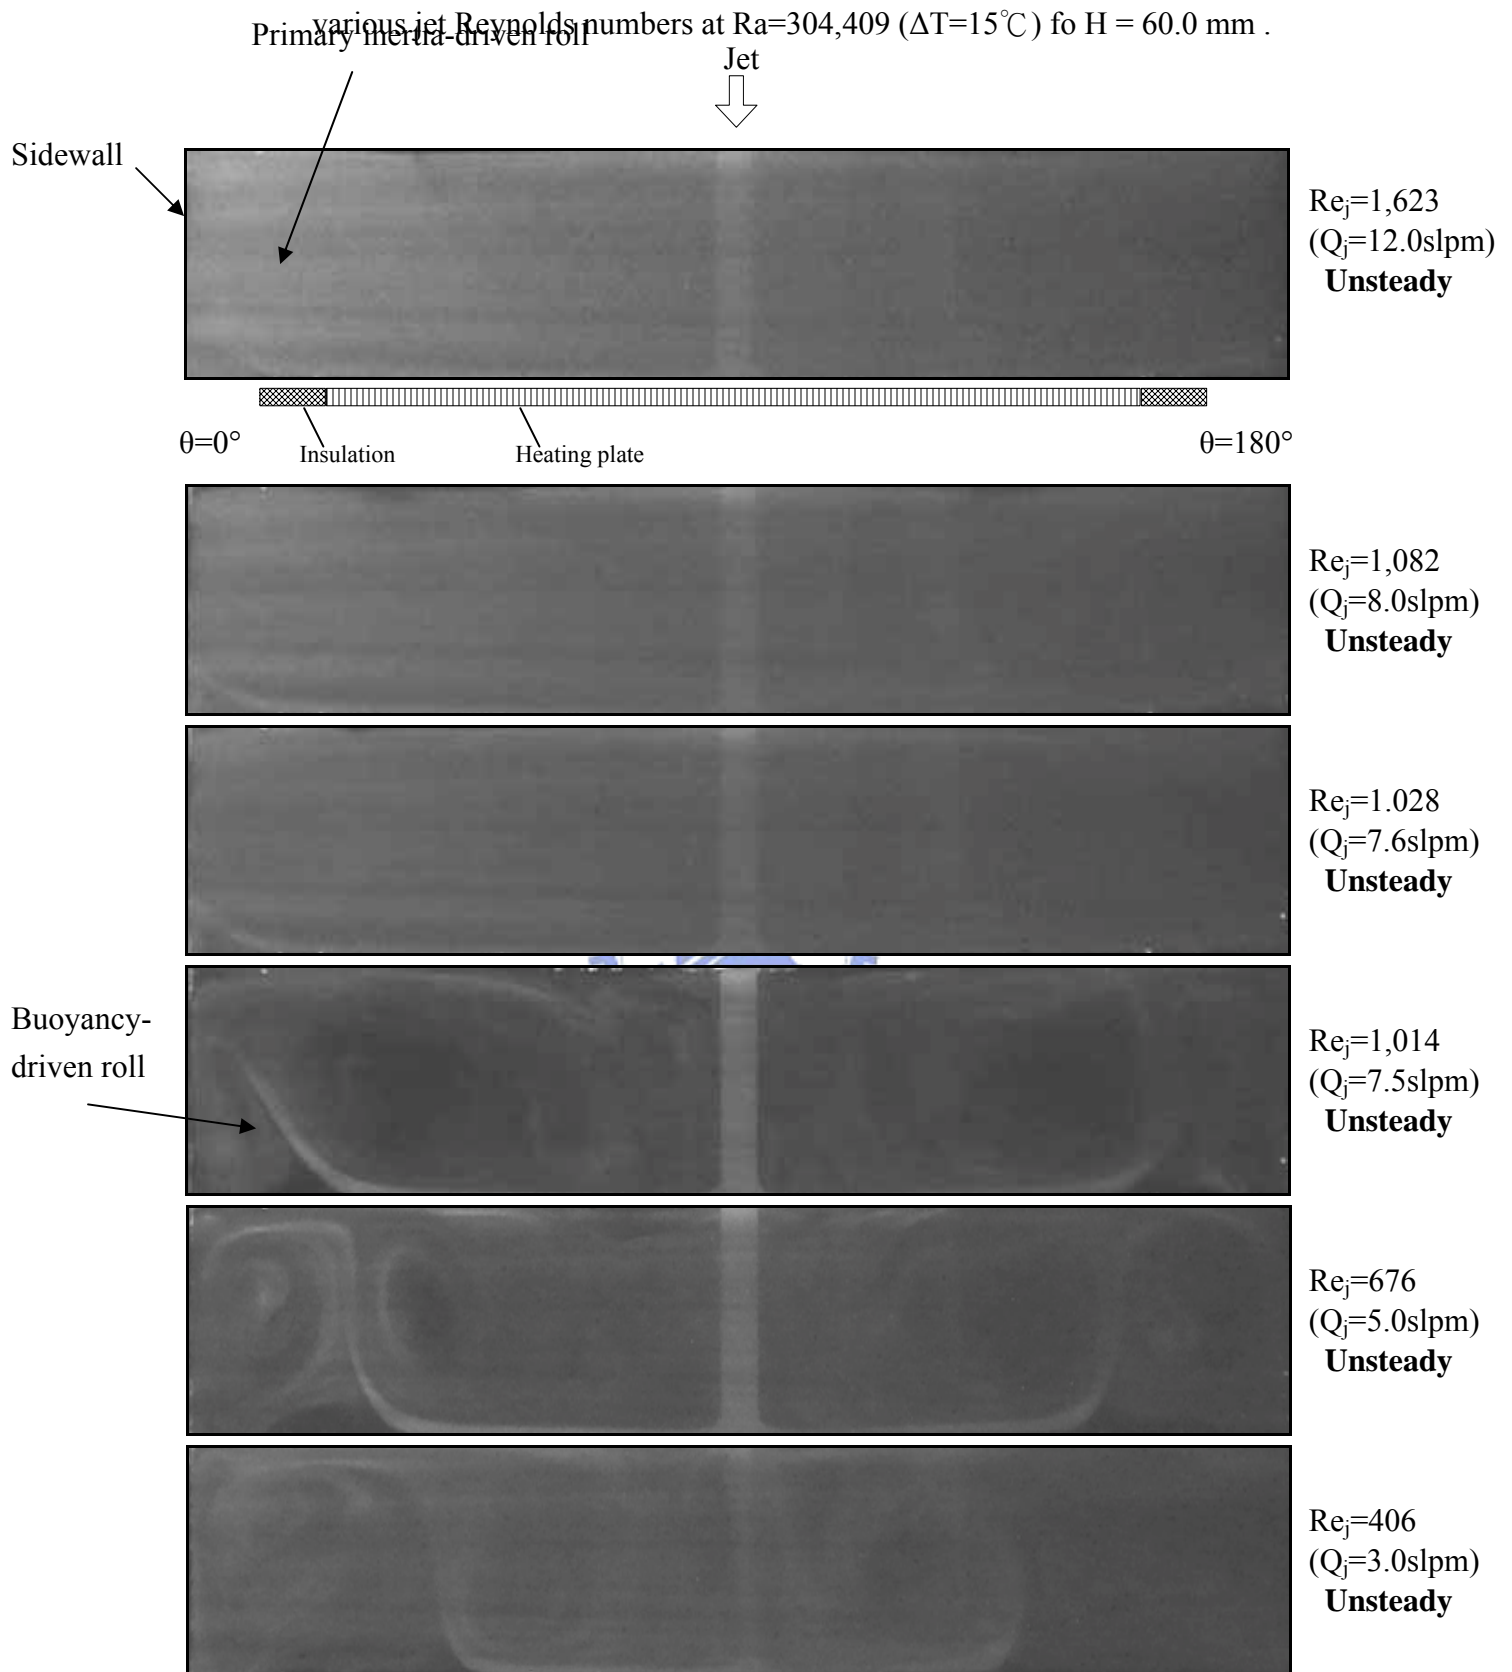 various jet Reynolds numbers at Ra=304,409 (ΔT=15℃) fo H = 60.0 mm .
Primary inertia-driven roll
Jet
Sidewall
Rej=1,623
(Qj=12.0slpm)
Unsteady
θ=0°
Insulation
Heating plate
θ=180°
Rej=1,082
(Qj=8.0slpm)
Unsteady
Rej=1.028
(Qj=7.6slpm)
Unsteady
Buoyancy-
driven roll
Rej=1,014
(Qj=7.5slpm)
Unsteady
Rej=676
(Qj=5.0slpm)
Unsteady
Rej=406
(Qj=3.0slpm)
Unsteady